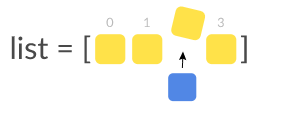 0 1 3
list = [ ]